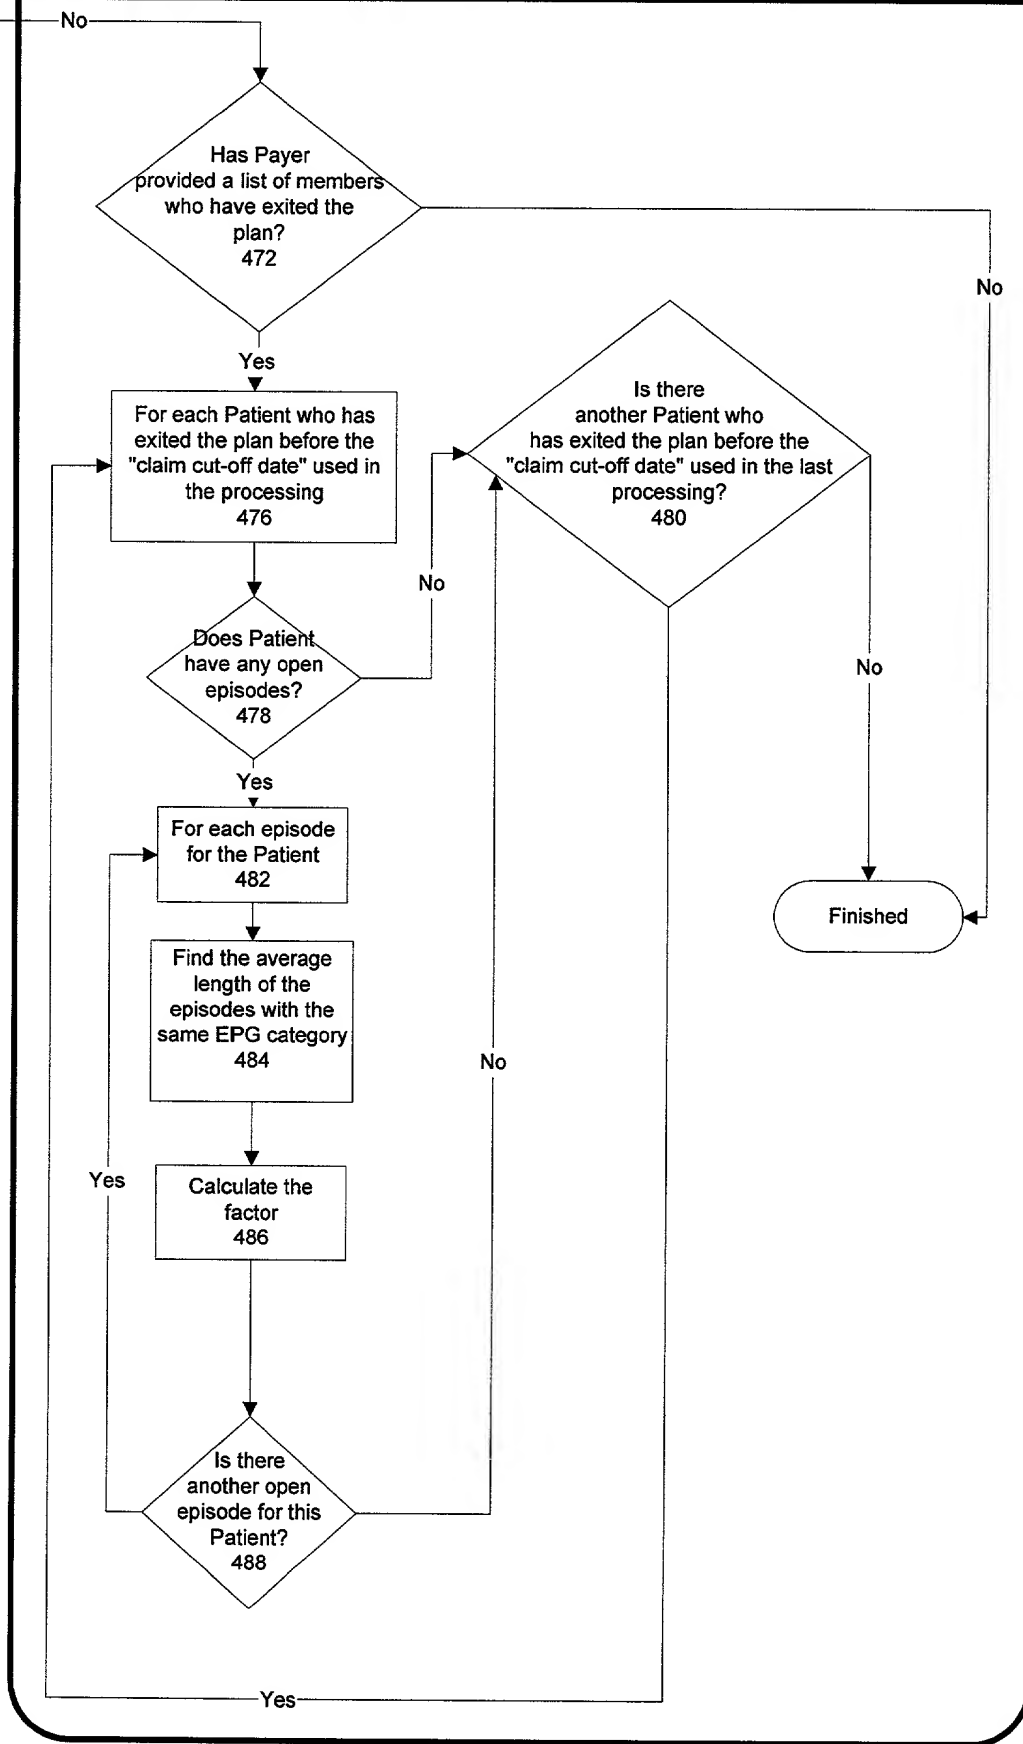 No
Has Payer
provided a list of members
who have exited the
plan?
472
No
Yes
For each Patient who has
exited the plan before the
"claim cut-off date" used in
the processing
476
Is there
another Patient who
has exited the plan before the
"claim cut-off date" used in the last
processing?
480
No
Does Patient
have any open
episodes?
478
No
Yes
For each episode
for the Patient
482
Finished
Find the average
length of the
episodes with the
same EPG category
484
No
Yes
Calculate the
factor
486
Is there
another open
episode for this
Patient?
488
Yes